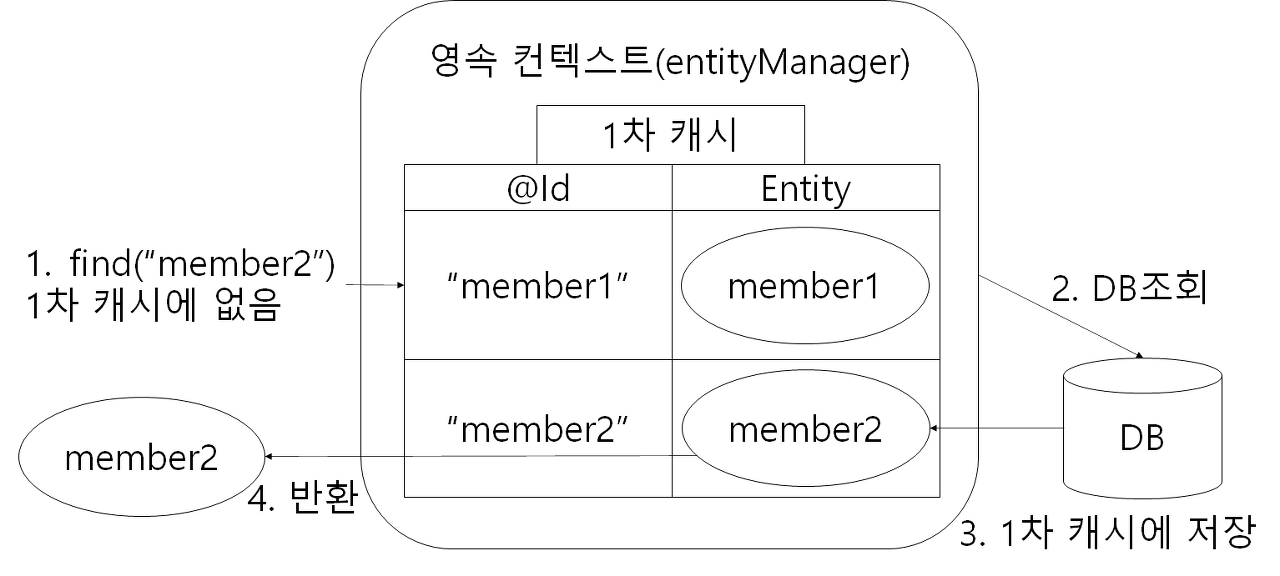 영속 컨텍스트(entityManager)
1차 캐시
@Id Entity
1. find("member2")
1차 캐시에 없음
"member1" member1
2. DB조회
"member2" member2
DB
member2
4. 반환
3. 1차 캐시에 저장